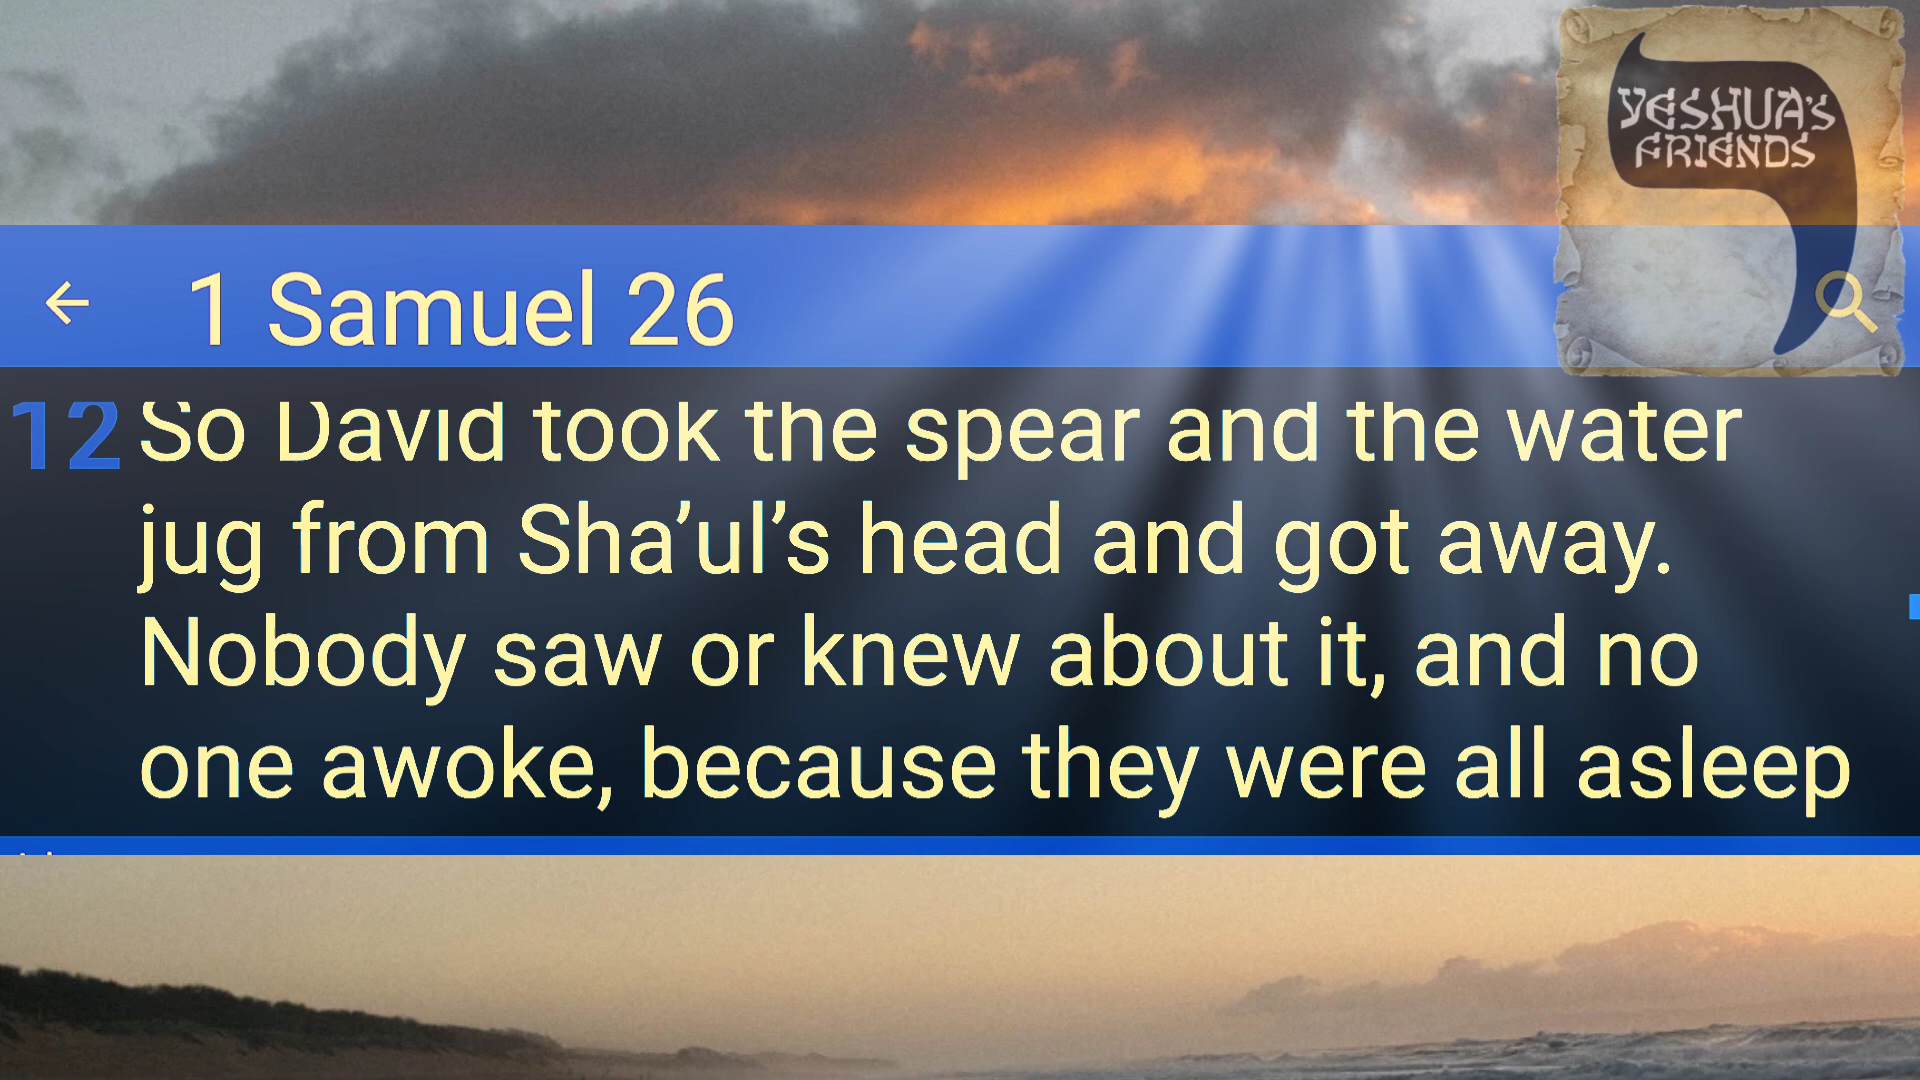 YESHUA'S
FRIENDS
1 Samuel 26
12 So David took the spear and the water
jug from Sha’ul’s head and got away.
Nobody saw or knew about it, and no
one awoke, because they were all asleep